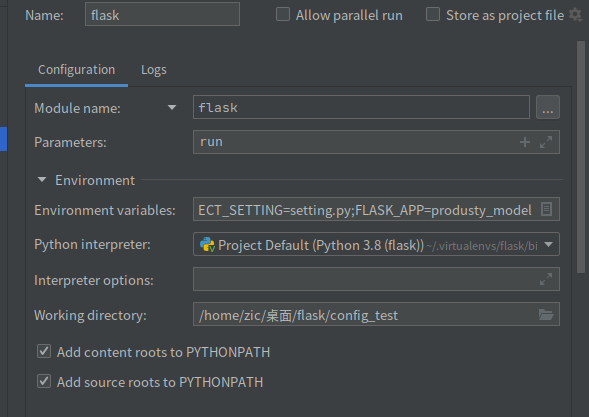 Name: flask Allow parallel run Store as project file
Configuration Logs
Module name: flask ...
Parameters: run
Environment
Environment variables: ECT_SETTING=setting.py;FLASK_APP=produsty_model
Python interpreter: Project Default (Python 3.8 (flask)) ~/.virtualenvs/flask/bi
Interpreter options:
Working directory: /home/zic/桌面/flask/config_test
Add content roots to PYTHONPATH
Add source roots to PYTHONPATH